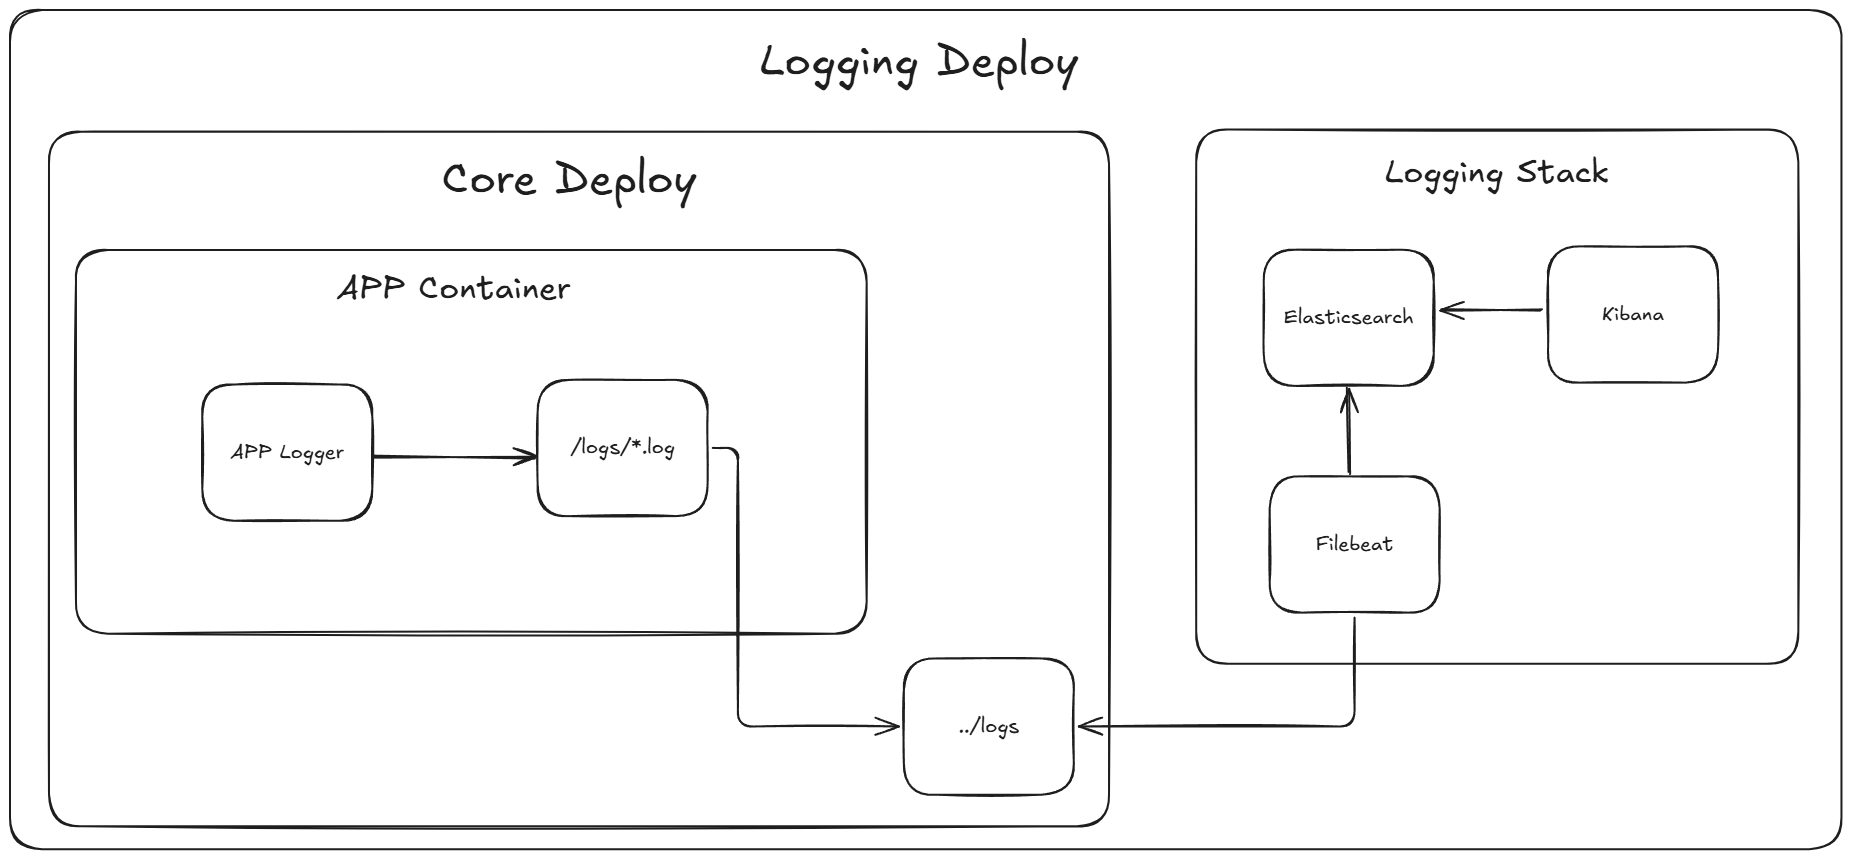 Logging Deploy
Core Deploy
APP Container
APP Logger
/logs/*.log
../logs
Logging Stack
Elasticsearch
Kibana
Filebeat